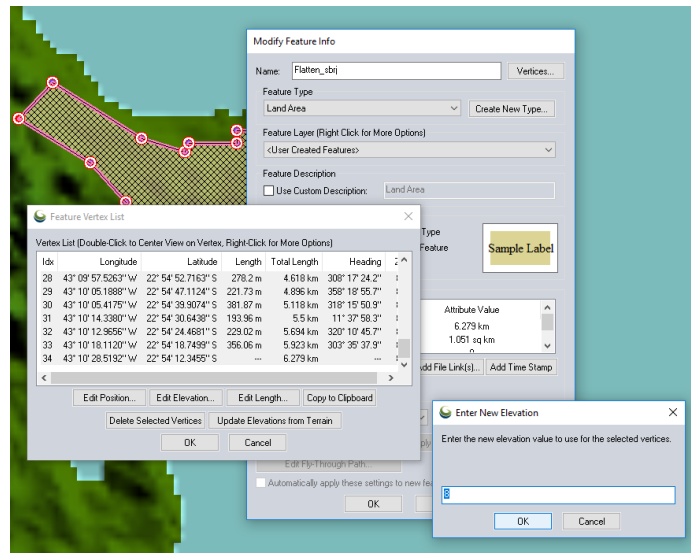 Modify Feature Info
Name: Flatten_sbrj Vertices...
Feature Type
Land Area Create New Type...
Feature Layer (Right Click for More Options)
<User Created Features>
Feature Description
Use Custom Description: Land Area
Type
Feature
Sample Label
Attribute Value
6.279 km
1.051 sq km
Add File Link(s)... Add Time Stamp
Edit Fly-Through Path...
Automatically apply these settings to new fea
OK
Feature Vertex List
Vertex List (Double-Click to Center View on Vertex, Right-Click for More Options)
Idx Longitude Latitude Length Total Length Heading
28 43° 09' 57.5263" W 22° 54' 52.7163" S 278.2 m 4.618 km 308° 17' 24.2"
29 43° 10' 05.1888" W 22° 54' 47.1124" S 221.73 m 4.896 km 358° 18' 55.7"
30 43° 10' 05.4175" W 22° 54' 39.9074" S 381.87 m 5.118 km 318° 15' 50.9"
31 43° 10' 14.3380" W 22° 54' 30.6438" S 193.96 m 5.5 km 11° 37' 58.3"
32 43° 10' 12.9656" W 22° 54' 24.4681" S 229.02 m 5.694 km 320° 10' 45.7"
33 43° 10' 18.1120" W 22° 54' 18.7499" S 356.06 m 5.923 km 303° 35' 37.9"
34 43° 10' 28.5192" W 22° 54' 12.3455" S --- 6.279 km ---
Edit Position... Edit Elevation... Edit Length... Copy to Clipboard
Delete Selected Vertices Update Elevations from Terrain
OK Cancel
Enter New Elevation
Enter the new elevation value to use for the selected vertices.
OK Cancel